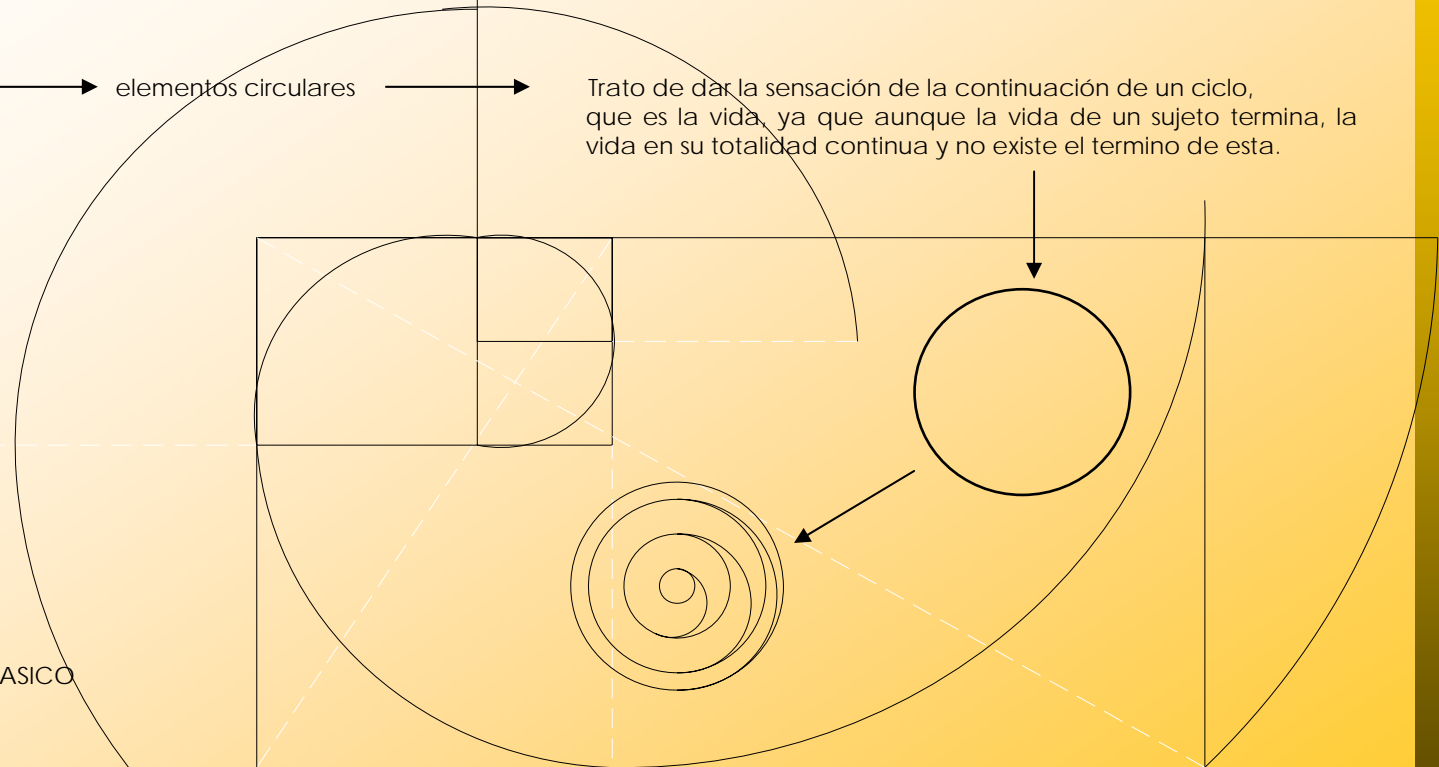 elementos circulares
Trato de dar la sensación de la continuación de un ciclo,
que es la vida, ya que aunque la vida de un sujeto termina, la
vida en su totalidad continua y no existe el termino de esta.
ASICO